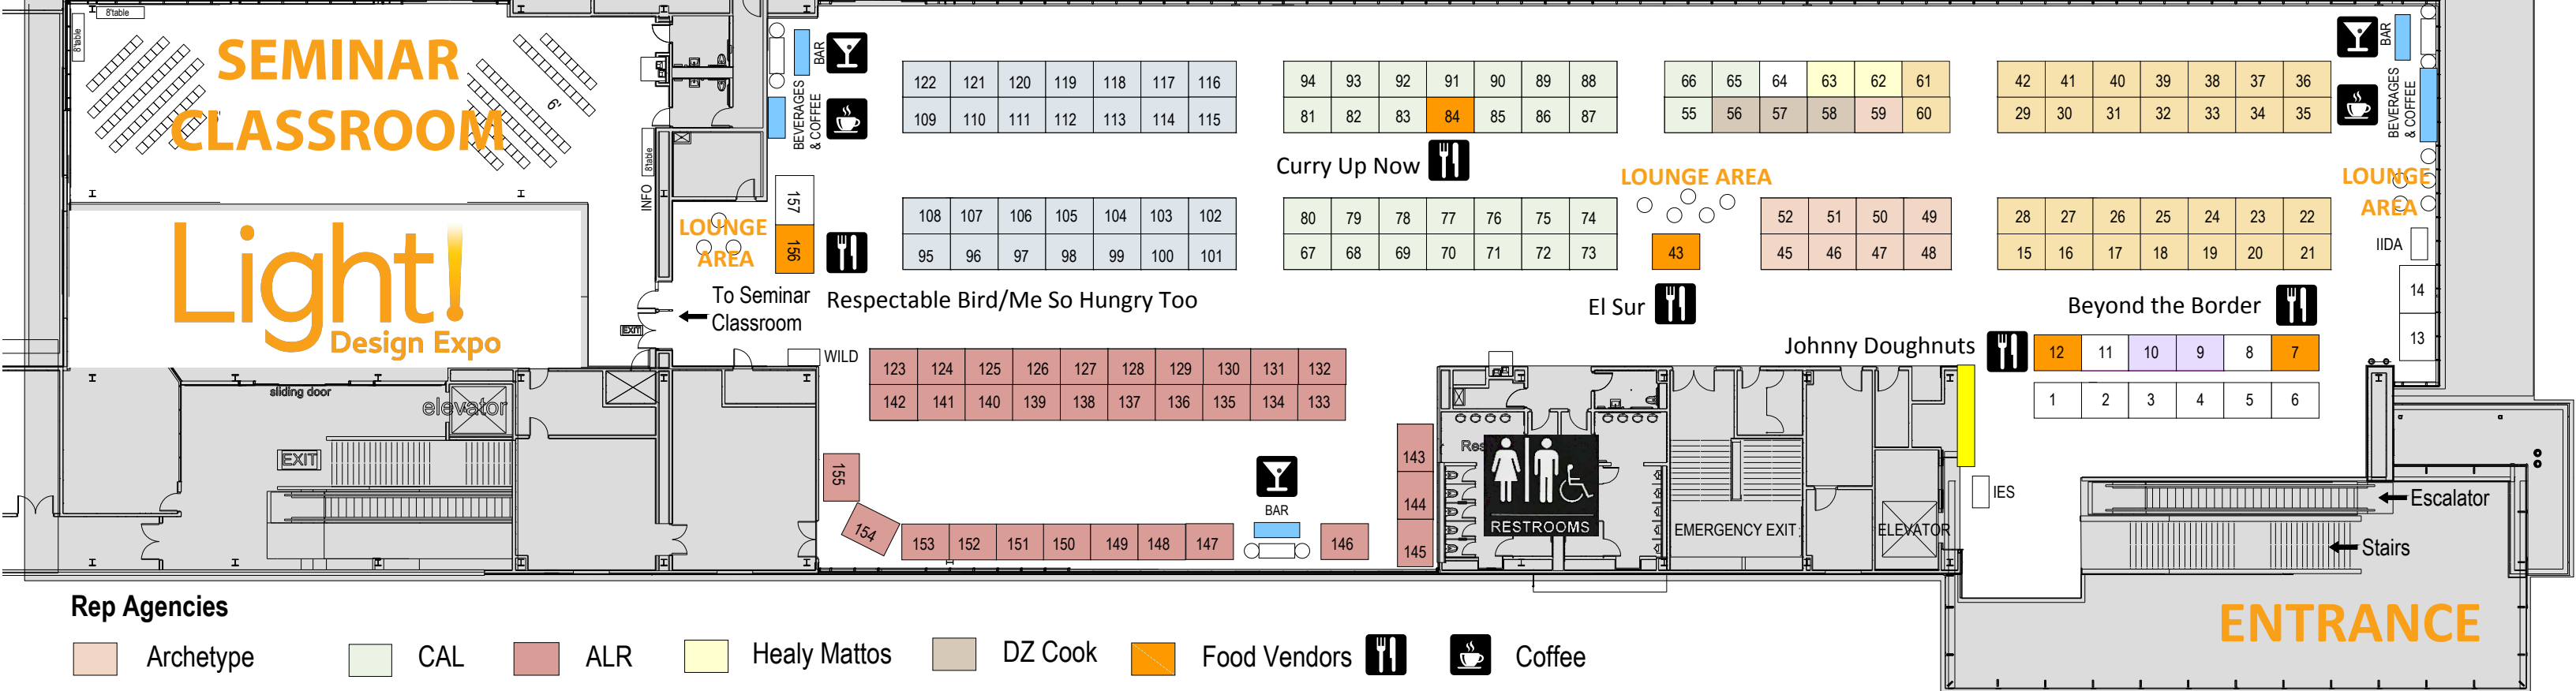 8'table
8'table
SEMINAR
CLASSROOM
6'
BAR
BEVERAGES
& COFFEE
122 121 120 119 118 117 116
109 110 111 112 113 114 115
94 93 92 91 90 89 88
81 82 83 84 85 86 87
66 65 64 63 62 61
55 56 57 58 59 60
42 41 40 39 38 37 36
29 30 31 32 33 34 35
BAR
BEVERAGES
& COFFEE
Curry Up Now
8'table
INFO
LOUNGE
AREA
157
156
108 107 106 105 104 103 102
95 96 97 98 99 100 101
80 79 78 77 76 75 74
67 68 69 70 71 72 73
LOUNGE AREA
43
52 51 50 49
45 46 47 48
28 27 26 25 24 23 22
15 16 17 18 19 20 21
LOUNGE
AREA
IIDA
14
13
Light!
Design Expo
To Seminar
Classroom
EXIT
Respectable Bird/Me So Hungry Too
El Sur
Beyond the Border
Johnny Doughnuts
12 11 10 9 8 7
1 2 3 4 5 6
WILD
123 124 125 126 127 128 129 130 131 132
142 141 140 139 138 137 136 135 134 133
sliding door
elevator
EXIT
155
154
153 152 151 150 149 148 147
BAR
146
143
144
145
Res
RESTROOMS
EMERGENCY EXIT
ELEVATOR
IES
Escalator
Stairs
ENTRANCE
Rep Agencies
Archetype CAL ALR Healy Mattos DZ Cook Food Vendors Coffee